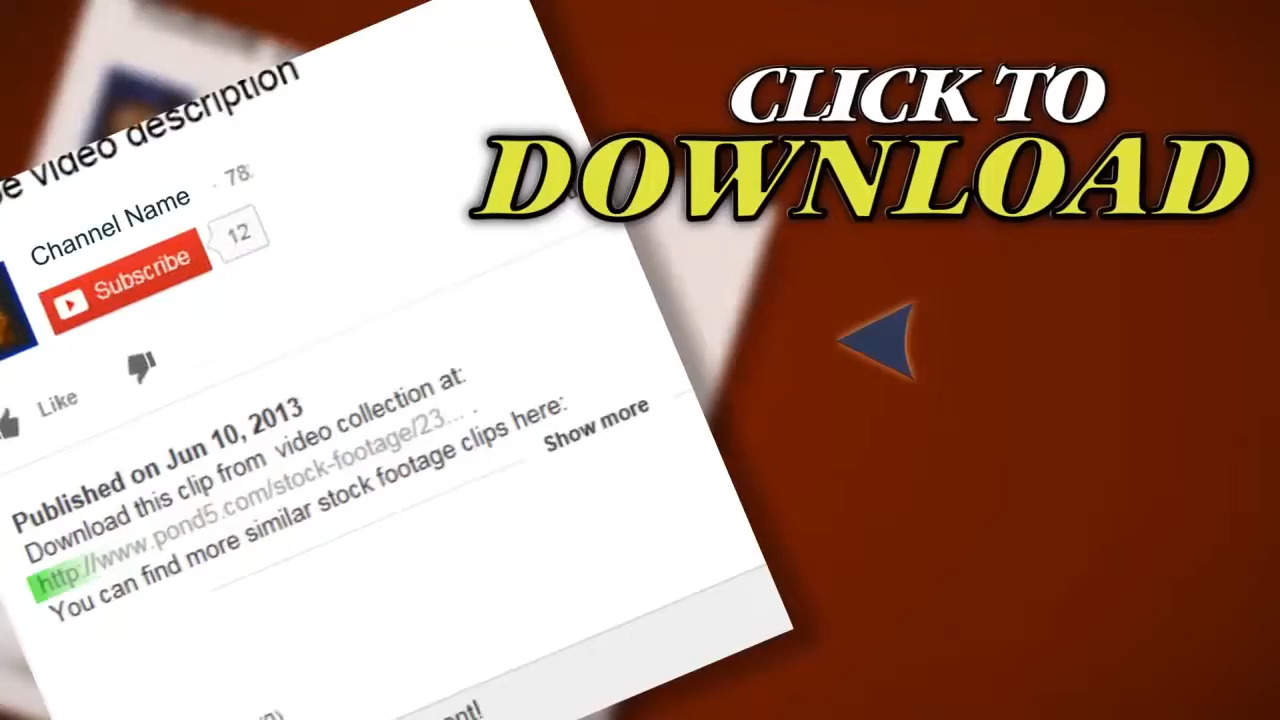 CLICK TO
DOWNLOAD
video description
Channel Name
78
Subscribe
12
Like
Published on Jun 10, 2013
Download this clip from video collection at:
http://www.pond5.com/stock-footage/23... .
You can find more similar stock footage clips here:
Show more